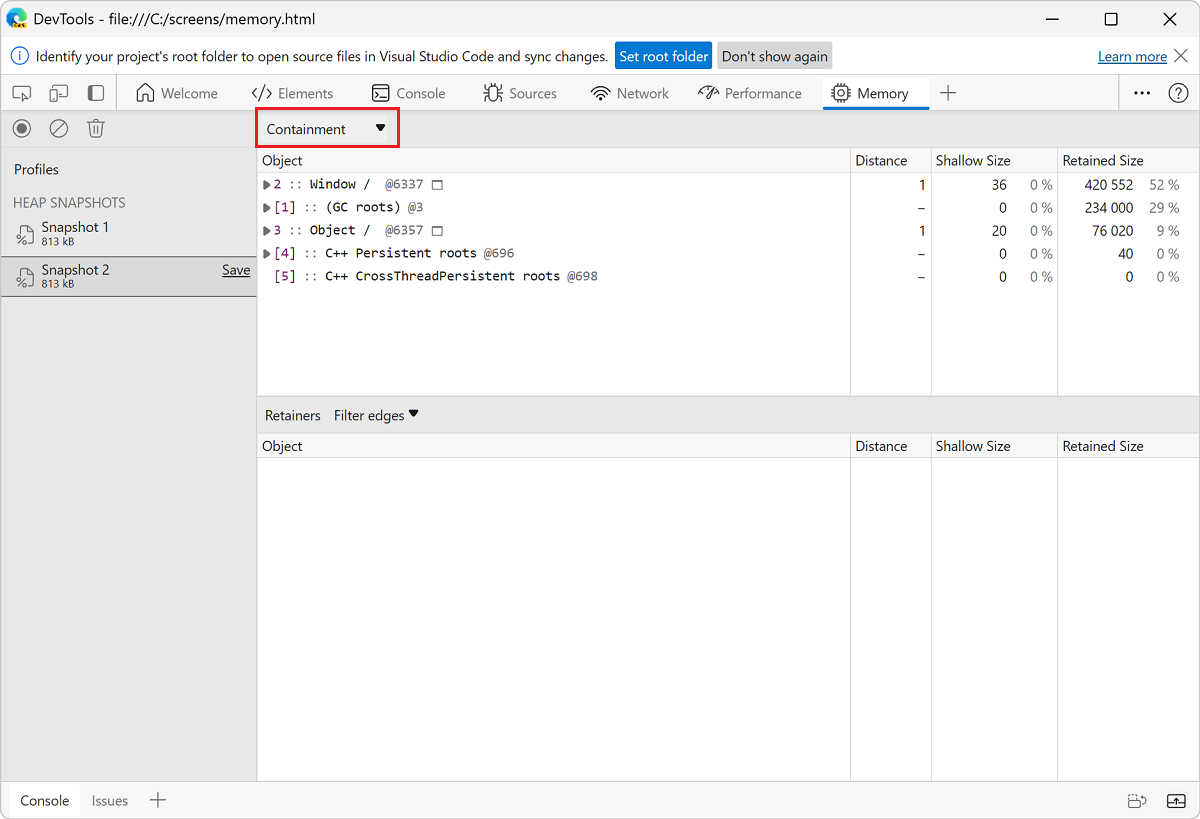 DevTools - file:///C:/screens/memory.html
Identify your project's root folder to open source files in Visual Studio Code and sync changes. Set root folder Don't show again Learn more
Welcome Elements Console Sources Network Performance Memory
Containment
Profiles
HEAP SNAPSHOTS
Snapshot 1
813 kB
Snapshot 2 Save
813 kB
Object Distance Shallow Size Retained Size
2 :: Window / @6337 1 36 0 % 420 552 52 %
[1] :: (GC roots) @3 – 0 0 % 234 000 29 %
3 :: Object / @6357 1 20 0 % 76 020 9 %
[4] :: C++ Persistent roots @696 – 0 0 % 40 0 %
[5] :: C++ CrossThreadPersistent roots @698 – 0 0 % 0 0 %
Retainers Filter edges
Object Distance Shallow Size Retained Size
Console Issues